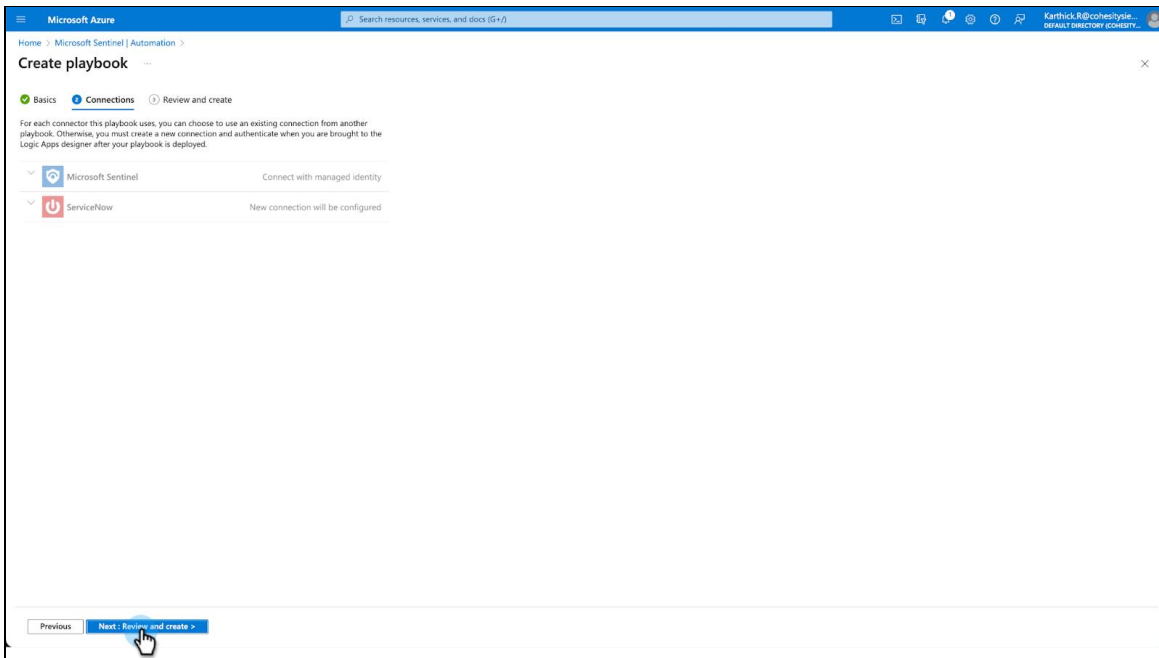 Microsoft Azure
Search resources, services, and docs (G+/)
1
Karthick.R@cohesitysie...
DEFAULT DIRECTORY (COHESITY...
Home > Microsoft Sentinel | Automation >
Create playbook ...
Basics 2 Connections 3 Review and create
For each connector this playbook uses, you can choose to use an existing connection from another
playbook. Otherwise, you must create a new connection and authenticate when you are brought to the
Logic Apps designer after your playbook is deployed.
Microsoft Sentinel Connect with managed identity
ServiceNow New connection will be configured
Previous Next : Review and create >